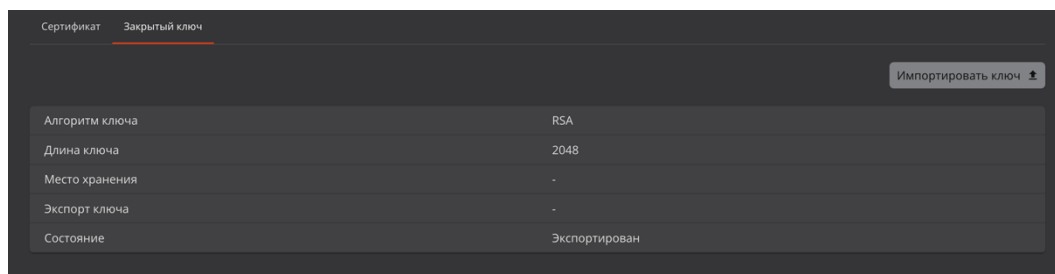 Сертификат Закрытый ключ
Импортировать ключ
Алгоритм ключа RSA
Длина ключа 2048
Место хранения -
Экспорт ключа -
Состояние Экспортирован